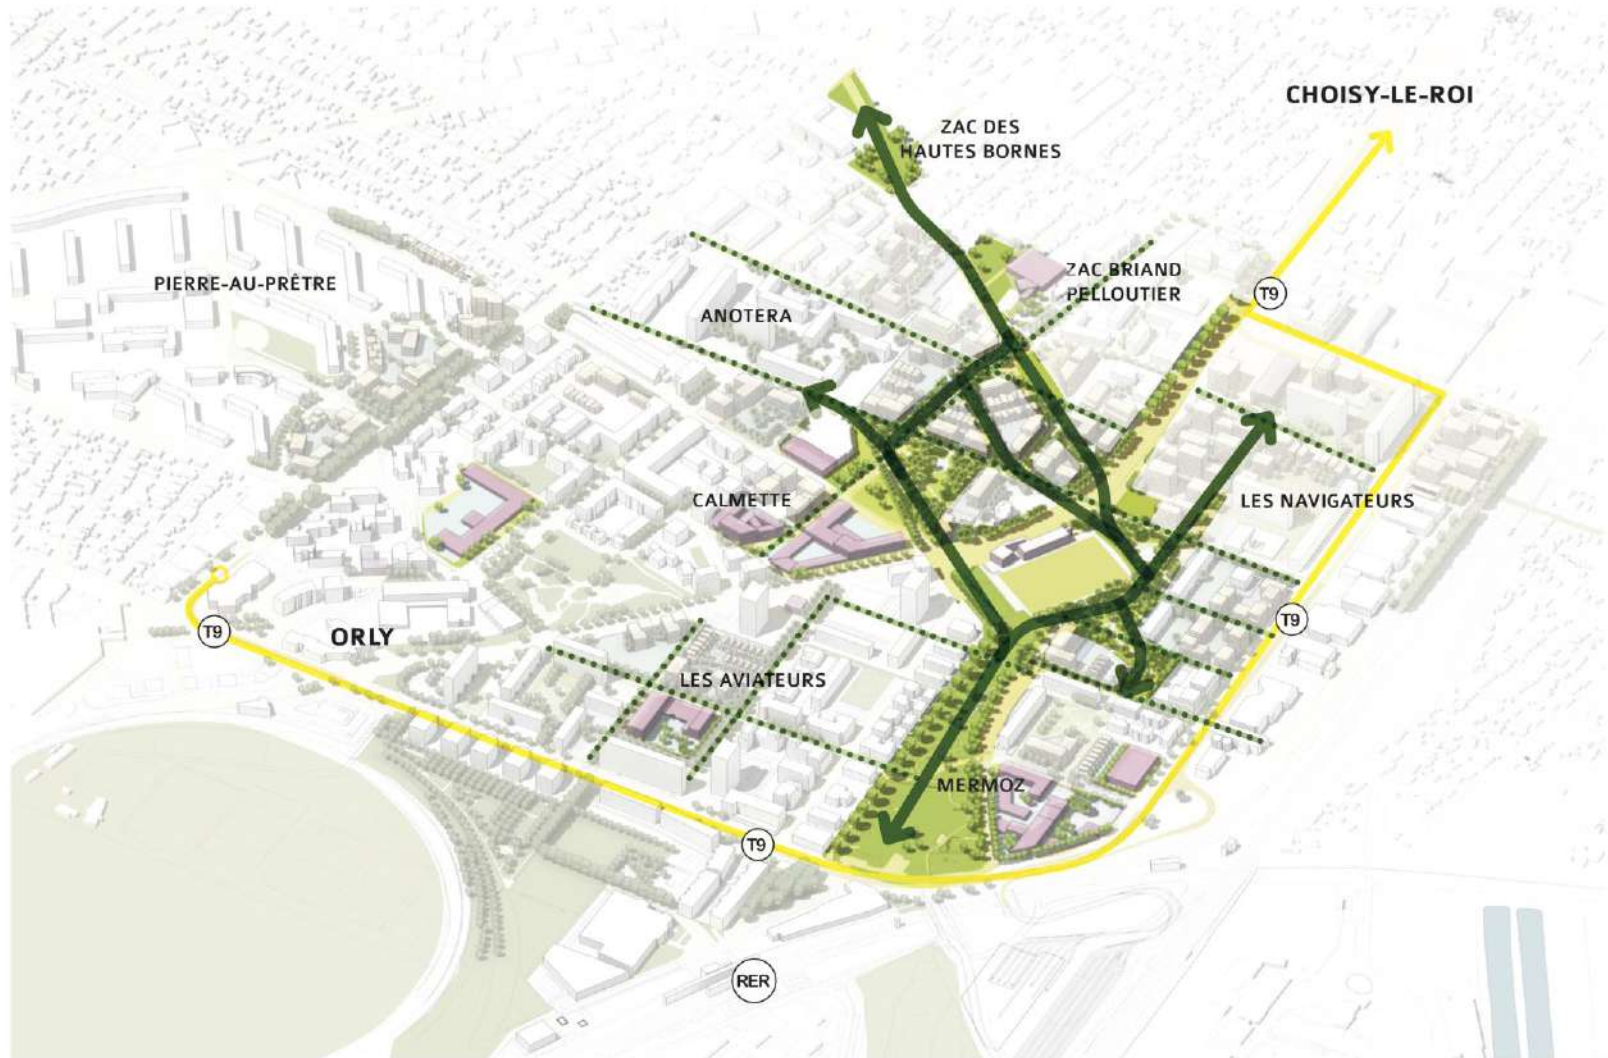 CHOISY-LE-ROI
ZAC DES
HAUTES BORNES
ZAC BRIAND
PELLOUTIER
T9
PIERRE-AU-PRÊTRE
ANOTERA
CALMETTE
LES NAVIGATEURS
T9
T9
ORLY
LES AVIATEURS
MERMOZ
T9
RER